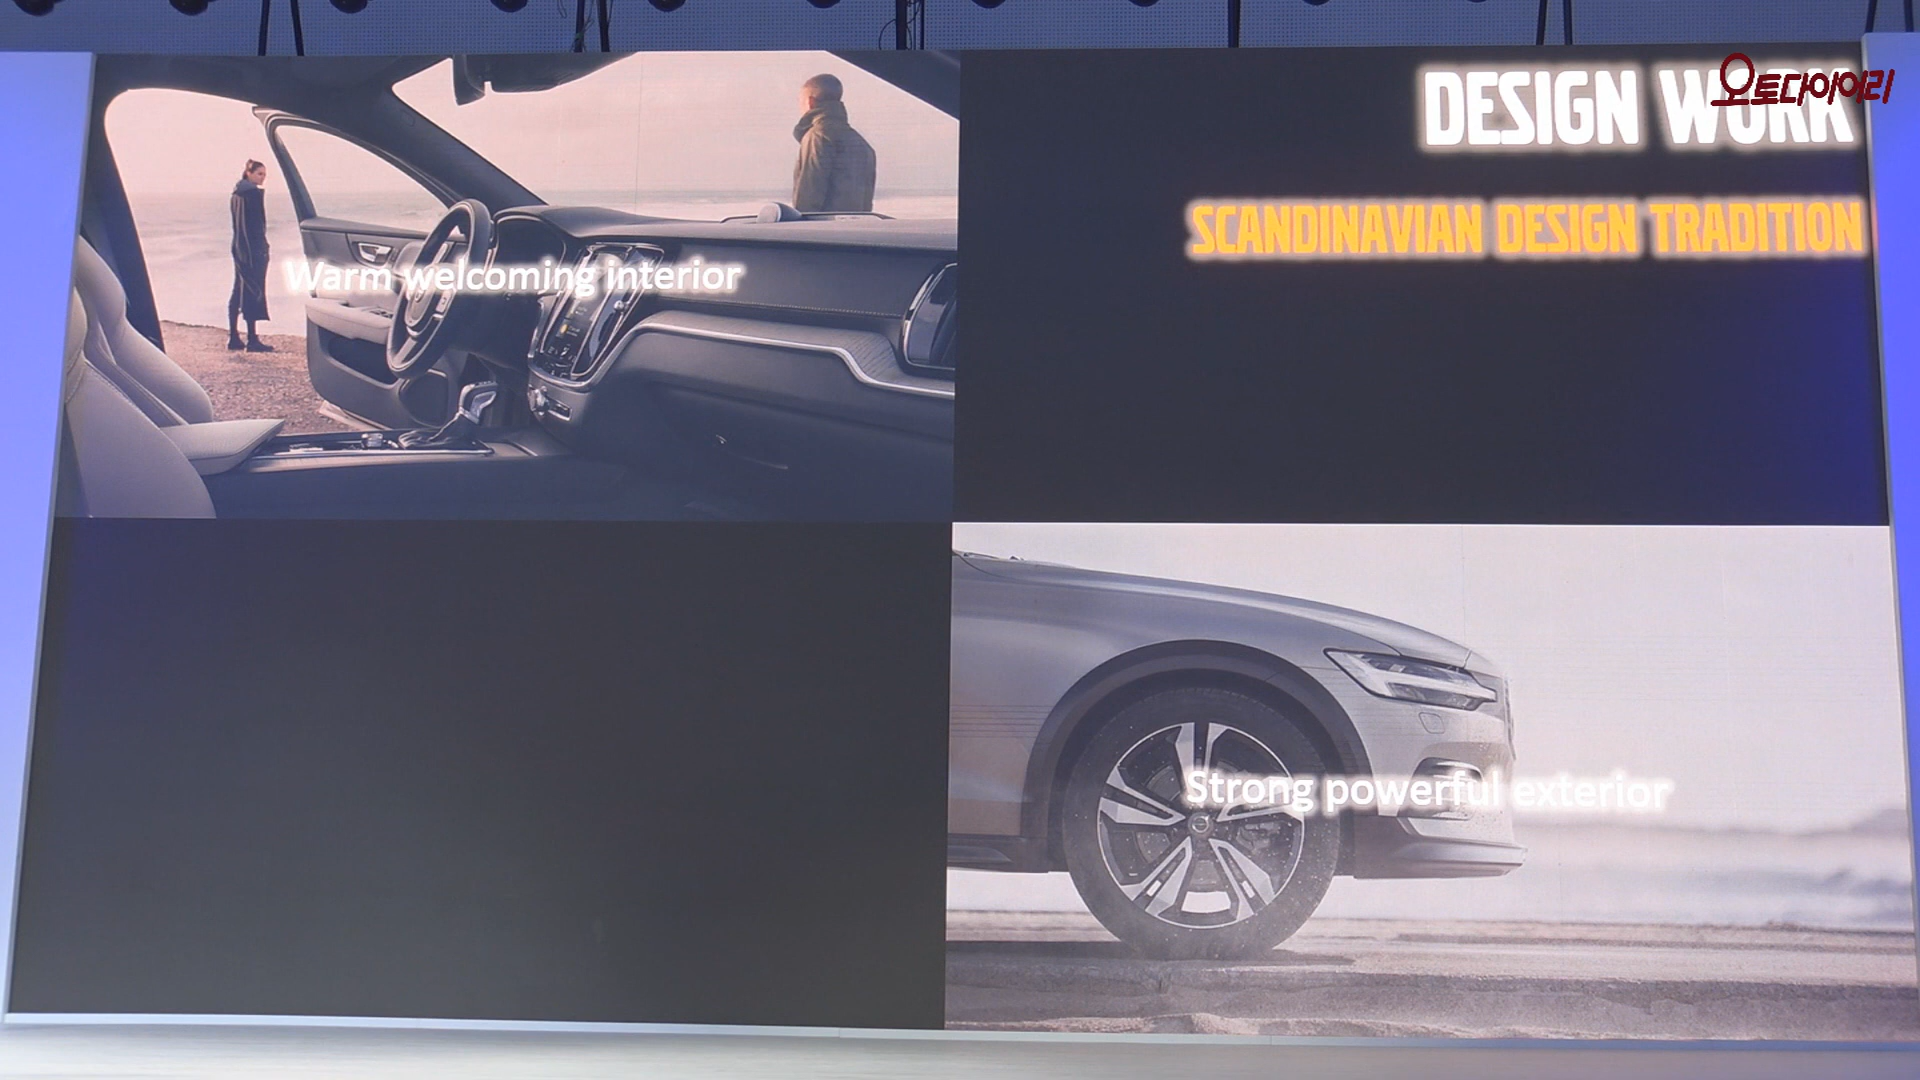 DESIGN WORK
오토다이어리
SCANDINAVIAN DESIGN TRADITION
Warm welcoming interior
Strong powerful exterior